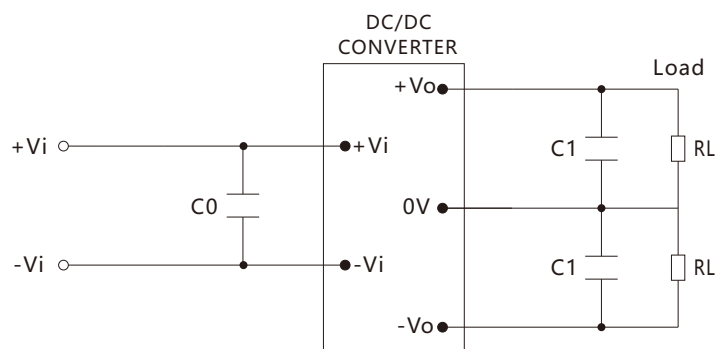 DC/DC
CONVERTER
Load
+Vo
+Vi
+Vi
C1
RL
C0
0V
-Vi
-Vi
C1
RL
-Vo